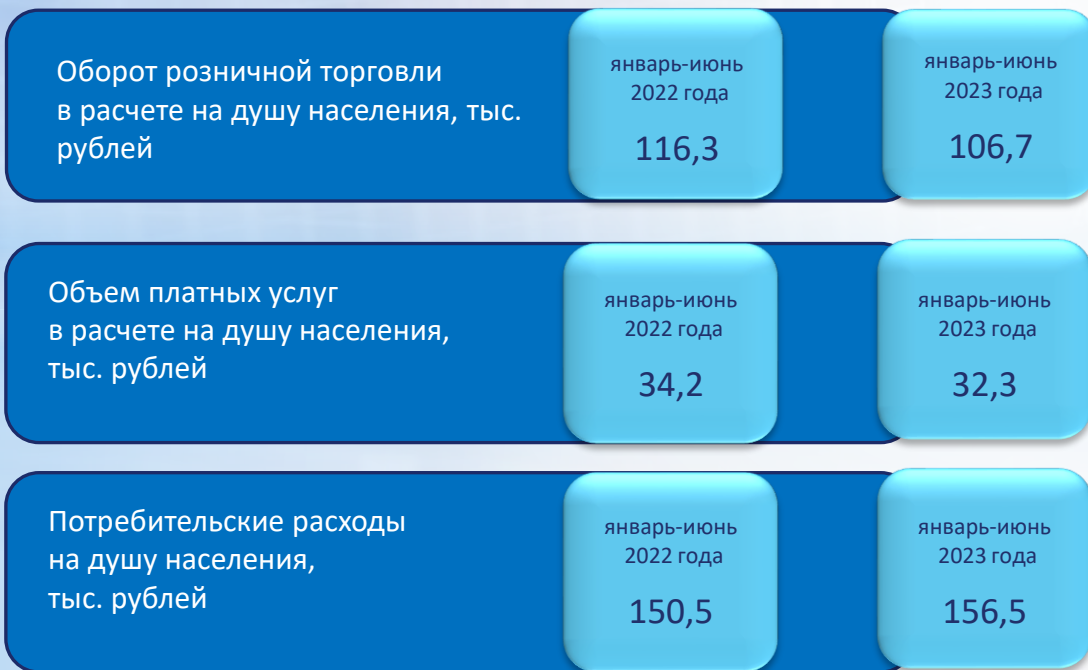 Оборот розничной торговли
в расчете на душу населения, тыс.
рублей
январь-июнь
2022 года
116,3
январь-июнь
2023 года
106,7
Объем платных услуг
в расчете на душу населения,
тыс. рублей
январь-июнь
2022 года
34,2
январь-июнь
2023 года
32,3
Потребительские расходы
на душу населения,
тыс. рублей
январь-июнь
2022 года
150,5
январь-июнь
2023 года
156,5